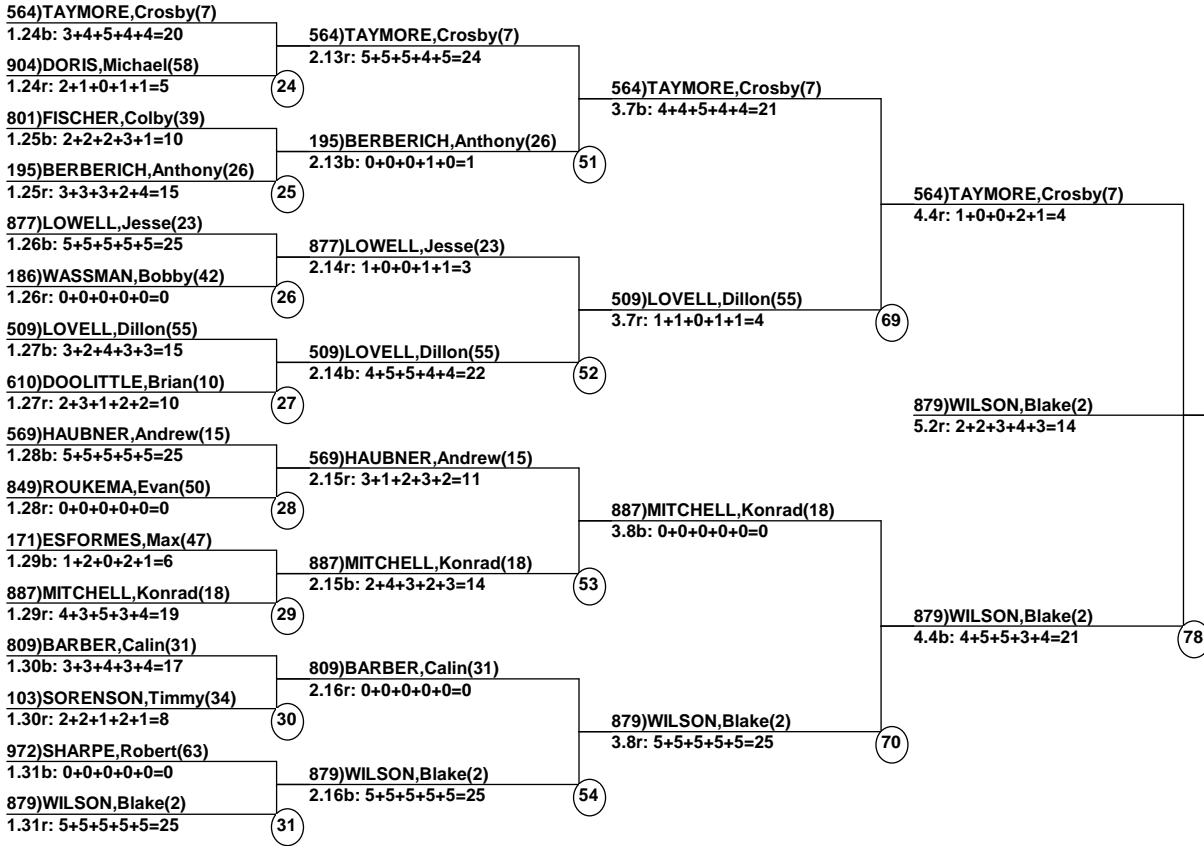 564)TAYMORE,Crosby(7)
1.24b: 3+4+5+4+4=20
904)DORIS,Michael(58)
1.24r: 2+1+0+1+1=5
24
801)FISCHER,Colby(39)
1.25b: 2+2+2+3+1=10
195)BERBERICH,Anthony(26)
1.25r: 3+3+3+2+4=15
25
877)LOWELL,Jesse(23)
1.26b: 5+5+5+5+5=25
186)WASSMAN,Bobby(42)
1.26r: 0+0+0+0+0=0
26
509)LOVELL,Dillon(55)
1.27b: 3+2+4+3+3=15
610)DOOLITTLE,Brian(10)
1.27r: 2+3+1+2+2=10
27
569)HAUBNER,Andrew(15)
1.28b: 5+5+5+5+5=25
849)ROUKEMA,Evan(50)
1.28r: 0+0+0+0+0=0
28
171)ESFORMES,Max(47)
1.29b: 1+2+0+2+1=6
887)MITCHELL,Konrad(18)
1.29r: 4+3+5+3+4=19
29
809)BARBER,Calin(31)
1.30b: 3+3+4+3+4=17
103)SORENSON,Timmy(34)
1.30r: 2+2+1+2+1=8
30
972)SHARPE,Robert(63)
1.31b: 0+0+0+0+0=0
879)WILSON,Blake(2)
1.31r: 5+5+5+5+5=25
31
564)TAYMORE,Crosby(7)
2.13r: 5+5+5+4+5=24
195)BERBERICH,Anthony(26)
2.13b: 0+0+0+1+0=1
51
877)LOWELL,Jesse(23)
2.14r: 1+0+0+1+1=3
509)LOVELL,Dillon(55)
2.14b: 4+5+5+4+4=22
52
569)HAUBNER,Andrew(15)
2.15r: 3+1+2+3+2=11
887)MITCHELL,Konrad(18)
2.15b: 2+4+3+2+3=14
53
809)BARBER,Calin(31)
2.16r: 0+0+0+0+0=0
879)WILSON,Blake(2)
2.16b: 5+5+5+5+5=25
54
564)TAYMORE,Crosby(7)
3.7b: 4+4+5+4+4=21
509)LOVELL,Dillon(55)
3.7r: 1+1+0+1+1=4
69
887)MITCHELL,Konrad(18)
3.8b: 0+0+0+0+0=0
879)WILSON,Blake(2)
3.8r: 5+5+5+5+5=25
70
564)TAYMORE,Crosby(7)
4.4r: 1+0+0+2+1=4
879)WILSON,Blake(2)
4.4b: 4+5+5+3+4=21
78
879)WILSON,Blake(2)
5.2r: 2+2+3+4+3=14